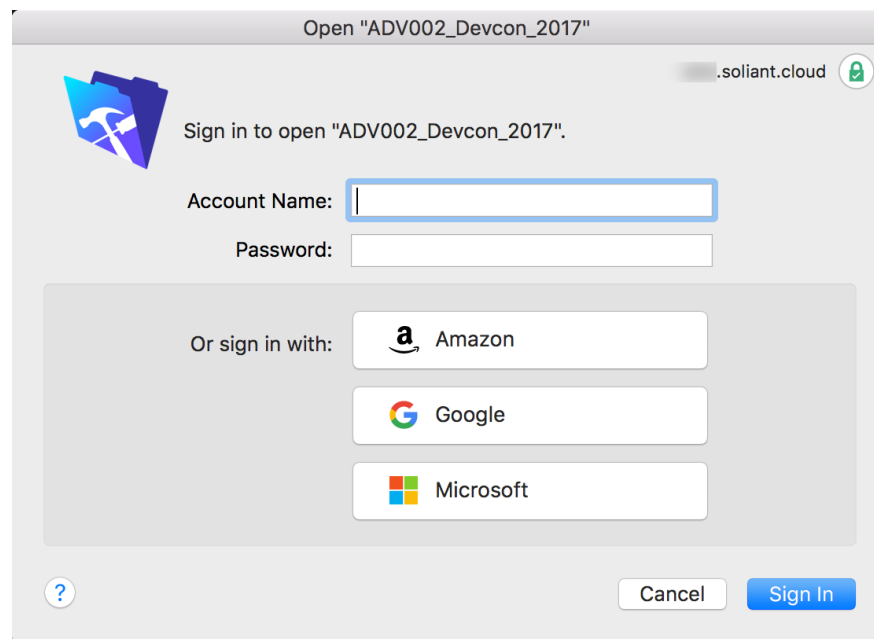 Open "ADV002_Devcon_2017"
.soliant.cloud
Sign in to open "ADV002_Devcon_2017".
Account Name:
Password:
Or sign in with:
a Amazon
G Google
Microsoft
?
Cancel
Sign In